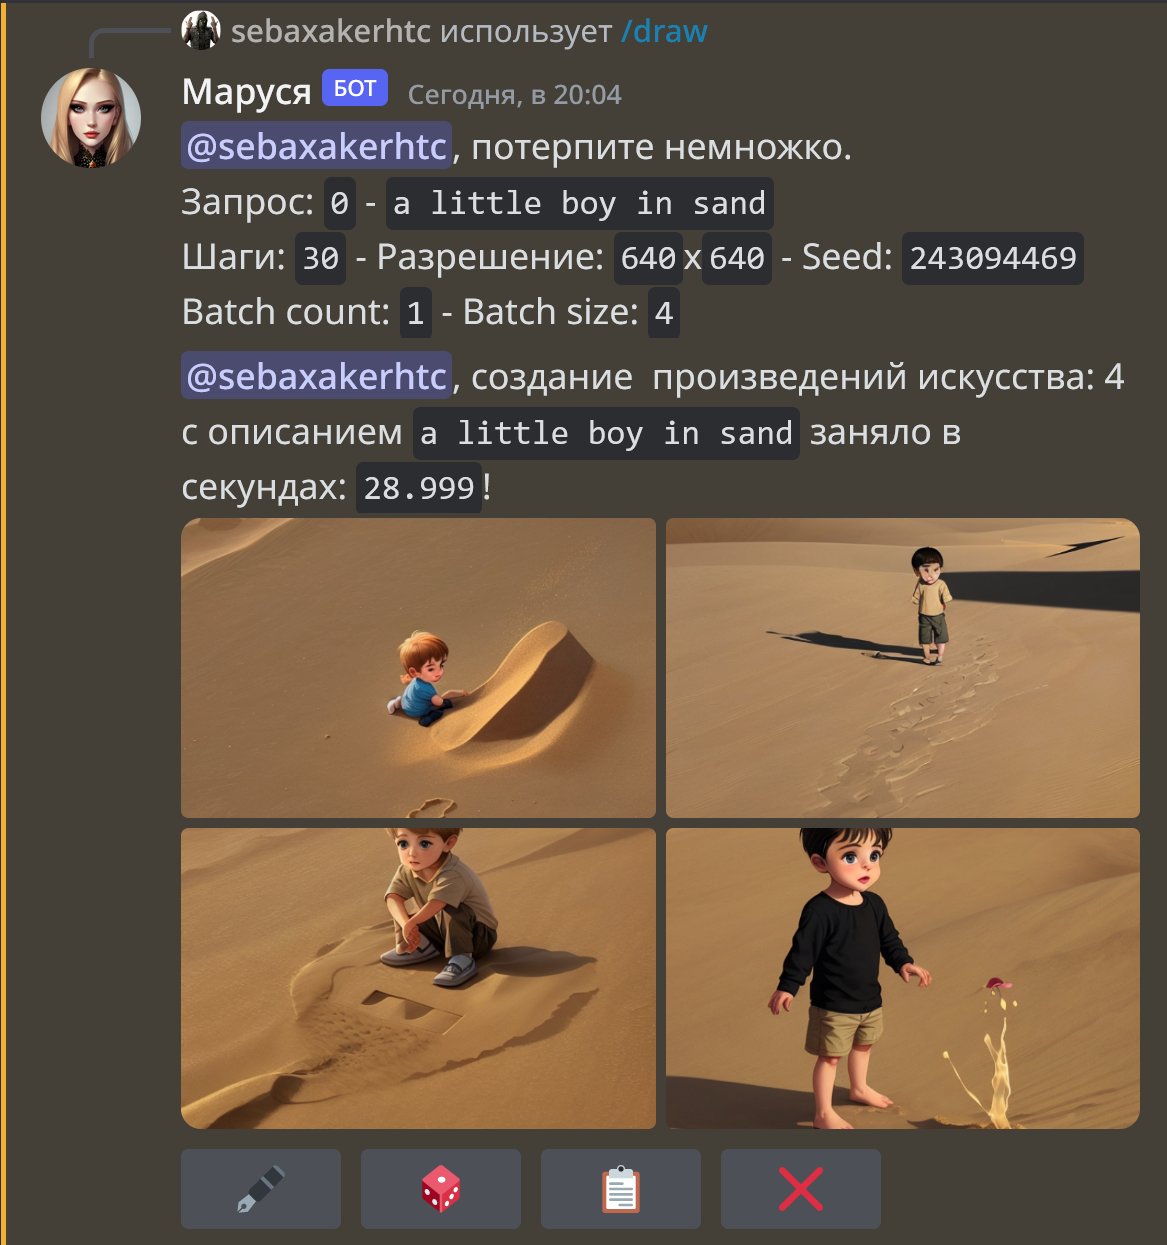 sebaxakerhtc использует /draw
Маруся БОТ Сегодня, в 20:04
@sebaxakerhtc, потерпите немножко.
Запрос: 0 - a little boy in sand
Шаги: 30 - Разрешение: 640x640 - Seed: 243094469
Batch count: 1 - Batch size: 4
@sebaxakerhtc, создание  произведений искусства: 4
с описанием a little boy in sand заняло в
секундах: 28.999!